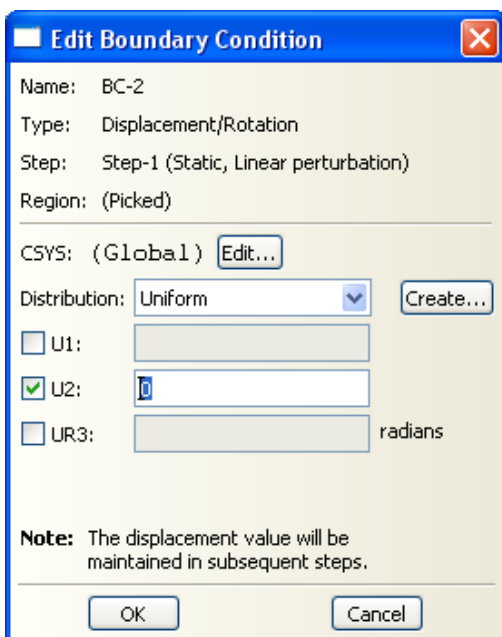 Edit Boundary Condition
Name: BC-2
Type: Displacement/Rotation
Step: Step-1 (Static, Linear perturbation)
Region: (Picked)
CSYS: (Global) Edit...
Distribution: Uniform Create...
U1:
U2: 0
UR3: radians
Note: The displacement value will be
maintained in subsequent steps.
OK Cancel